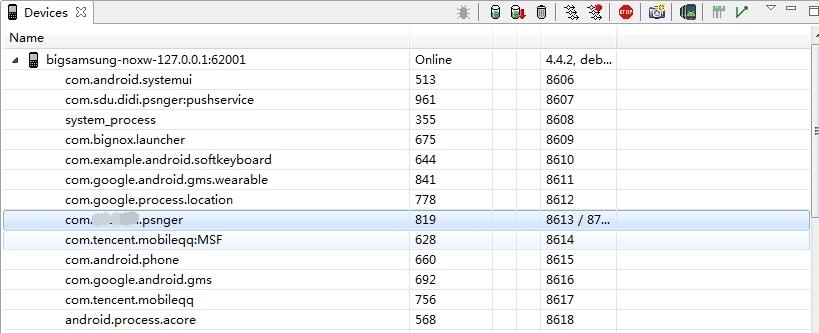 Devices
Name
bigsamsung-noxw-127.0.0.1:62001 Online 4.4.2, deb...
com.android.systemui 513 8606
com.sdu.didi.psnger:pushservice 961 8607
system_process 355 8608
com.bignox.launcher 675 8609
com.example.android.softkeyboard 644 8610
com.google.android.gms.wearable 841 8611
com.google.process.location 778 8612
com. .psnger 819 8613 / 87...
com.tencent.mobileqq:MSF 628 8614
com.android.phone 660 8615
com.google.android.gms 692 8616
com.tencent.mobileqq 756 8617
android.process.acore 568 8618